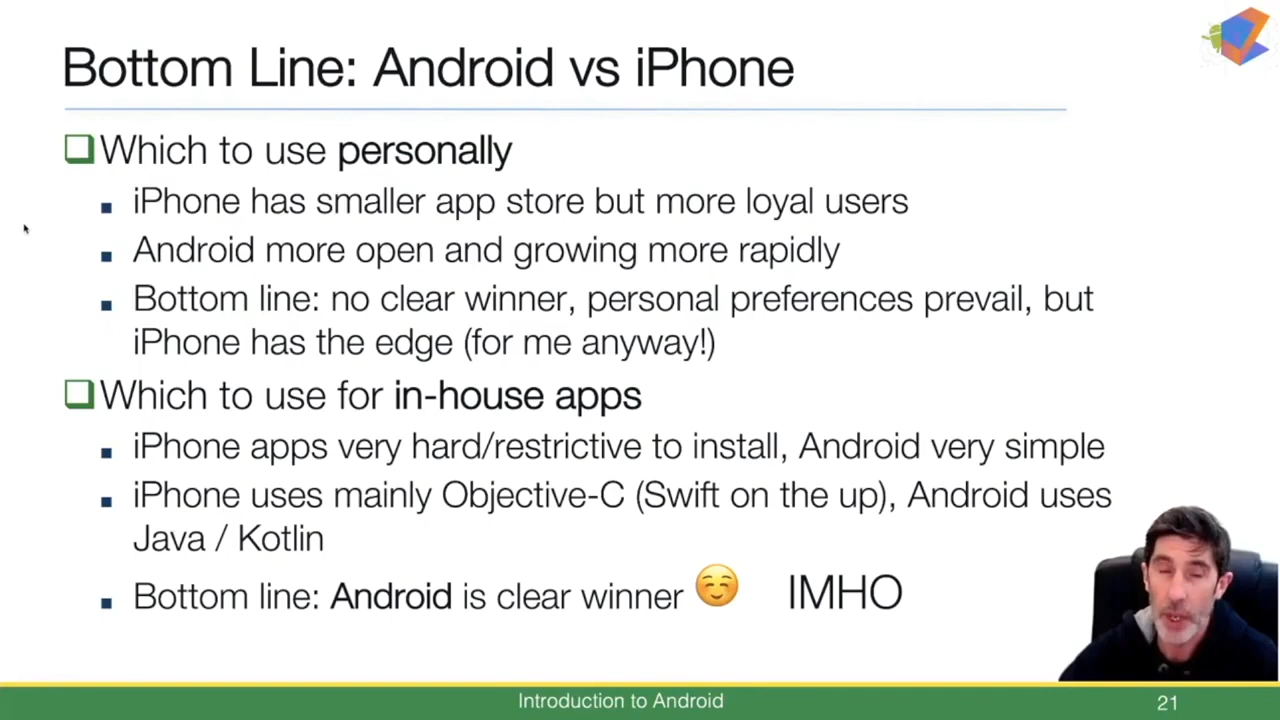 Bottom Line: Android vs iPhone
Which to use personally
iPhone has smaller app store but more loyal users
Android more open and growing more rapidly
Bottom line: no clear winner, personal preferences prevail, but
iPhone has the edge (for me anyway!)
Which to use for in-house apps
iPhone apps very hard/restrictive to install, Android very simple
iPhone uses mainly Objective-C (Swift on the up), Android uses
Java / Kotlin
Bottom line: Android is clear winner ☺️ IMHO
Introduction to Android
21